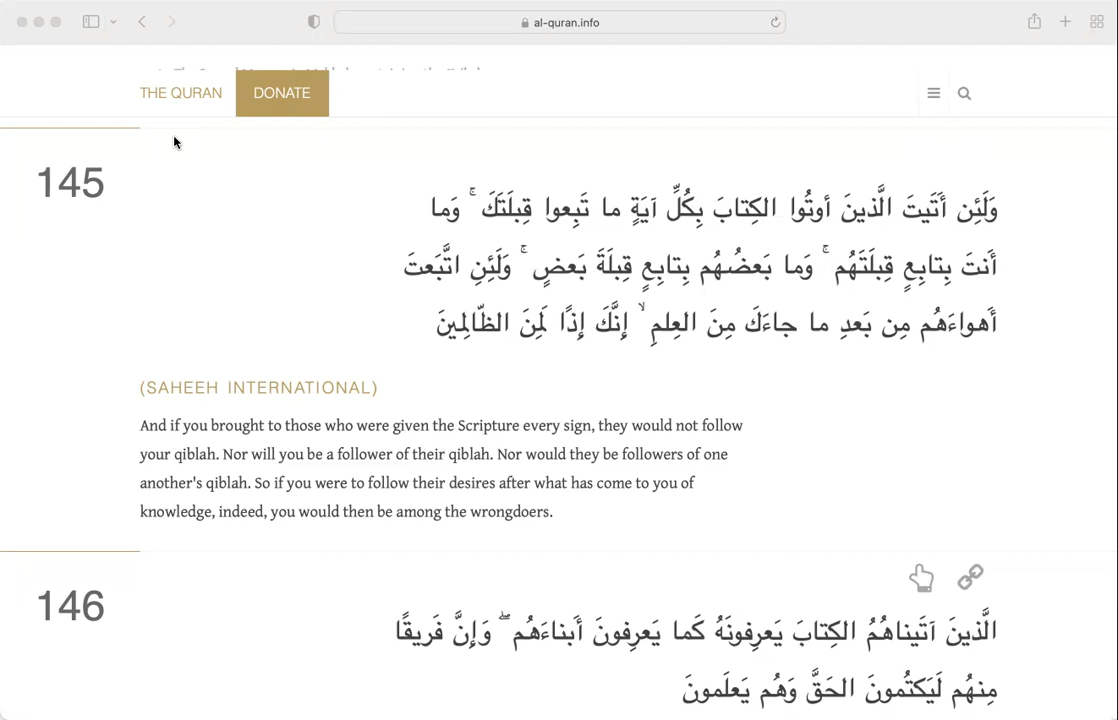 al-quran.info
THE QURAN
DONATE
145
وَلَئِن أَتَيتَ الَّذينَ أوتُوا الكِتابَ بِكُلِّ آيَةٍ ما تَبِعوا قِبلَتَكَ ۚ وَما
أَنتَ بِتابِعٍ قِبلَتَهُم ۚ وَما بَعضُهُم بِتابِعٍ قِبلَةَ بَعضٍ ۚ وَلَئِنِ اتَّبَعتَ
أَهواءَهُم مِن بَعدِ ما جاءَكَ مِنَ العِلمِ ۙ إِنَّكَ إِذًا لَمِنَ الظّالِمينَ
(SAHEEH INTERNATIONAL)
And if you brought to those who were given the Scripture every sign, they would not follow
your qiblah. Nor will you be a follower of their qiblah. Nor would they be followers of one
another's qiblah. So if you were to follow their desires after what has come to you of
knowledge, indeed, you would then be among the wrongdoers.
146
الَّذينَ آتَيناهُمُ الكِتابَ يَعرِفونَهُ كَما يَعرِفونَ أَبناءَهُم ۖ وَإِنَّ فَريقًا
مِنهُم لَيَكتُمونَ الحَقَّ وَهُم يَعلَمونَ